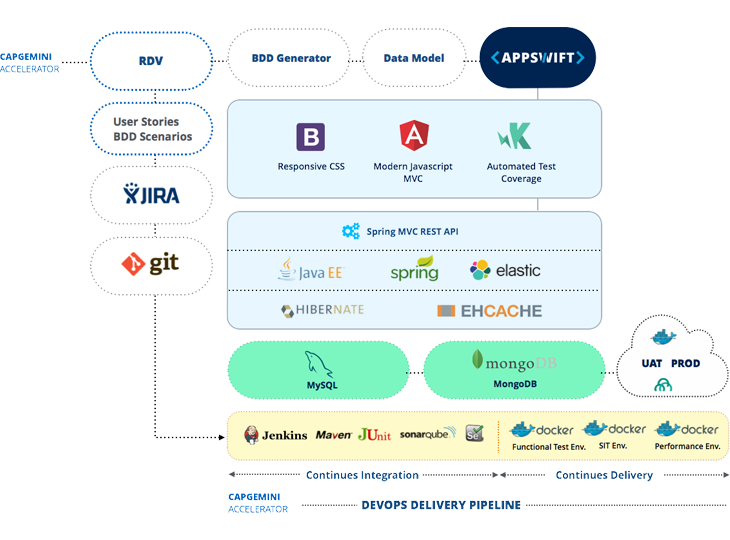 CAPGEMINI
ACCELERATOR
RDV
BDD Generator
Data Model
<APPSWIFT>
User Stories
BDD Scenarios
B
Responsive CSS
A
Modern Javascript
MVC
K
Automated Test
Coverage
JIRA
git
Spring MVC REST API
Java EE™
spring
elastic
HIBERNATE
EHCACHE
MySQL
mongoDB
MongoDB
UAT PROD
Jenkins
Maven™
JUnit
sonarqube
Se
docker
Functional Test Env.
docker
SIT Env.
docker
Performance Env.
Continues Integration
Continues Delivery
CAPGEMINI
ACCELERATOR
DEVOPS DELIVERY PIPELINE